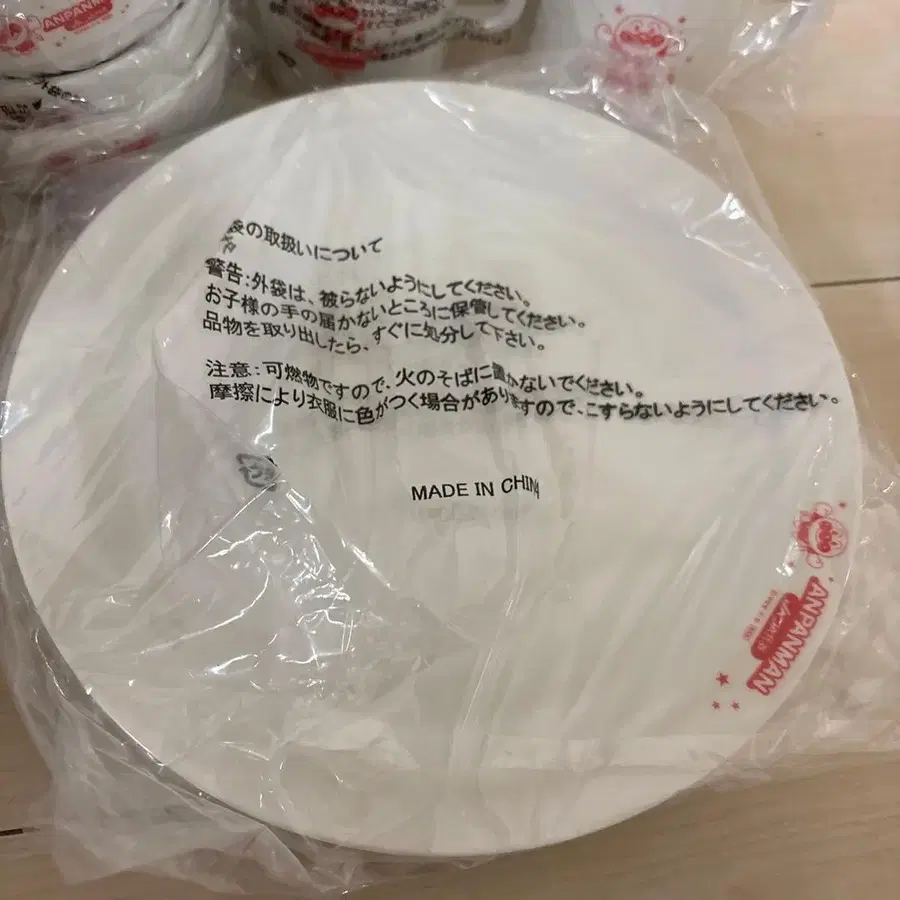 ANPANMAN
袋の取扱いについて
警告:外袋は、被らないようにしてください。
お子様の手の届かないところに保管してください。
品物を取り出したら、すぐに処分して下さい。
注意:可燃物ですので、火のそばに置かないでください。
摩擦により衣服に色がつく場合がありますので、こすらないようにしてください。
プラ
MADE IN CHINA
ANPANMAN